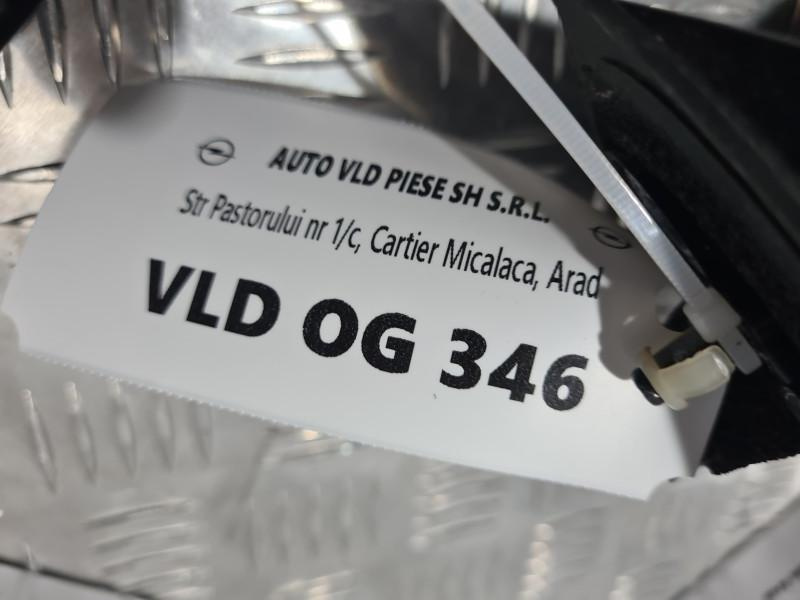 AUTO VLD PIESE SH S.R.L.
Str Pastorului nr 1/c, Cartier Micalaca, Arad
VLD OG 346